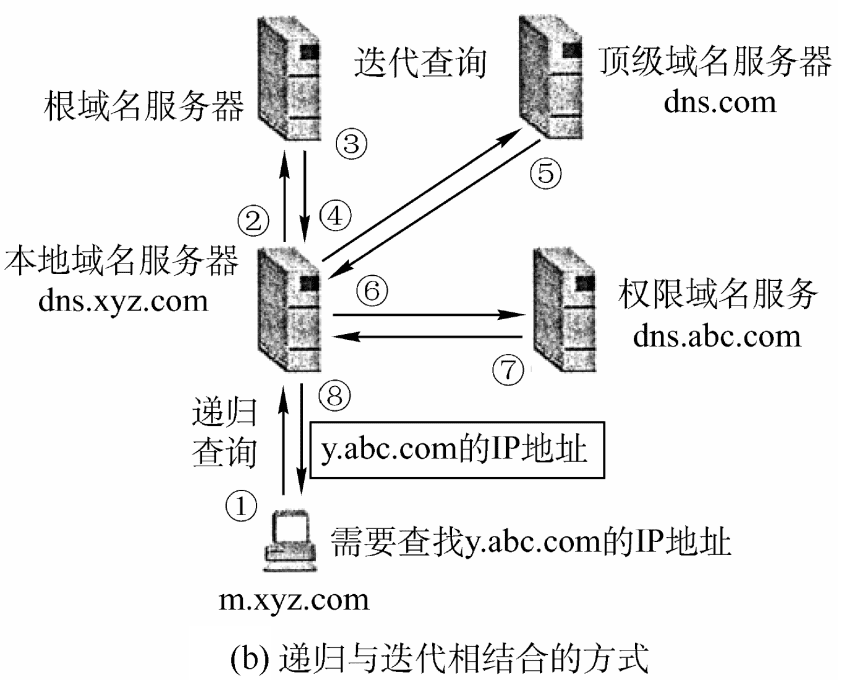 迭代查询
顶级域名服务器
dns.com
根域名服务器
③
⑤
②
④
本地域名服务器
dns.xyz.com
⑥
权限域名服务
dns.abc.com
⑦
⑧
递归
查询
y.abc.com的IP地址
①
需要查找y.abc.com的IP地址
m.xyz.com
(b) 递归与迭代相结合的方式